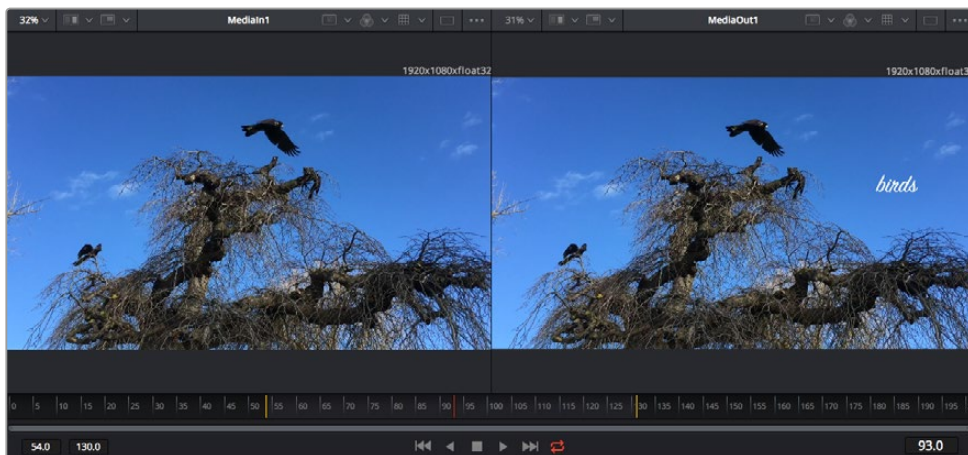 32% MediaIn1 31% MediaOut1
1920x1080xfloat32 1920x1080xfloat3
birds
0 5 10 15 20 25 30 35 40 45 50 55 60 65 70 75 80 85 90 95 100 105 110 115 120 125 30 135 140 145 150 155 160 165 170 175 180 185 190 195
54.0 130.0 93.0